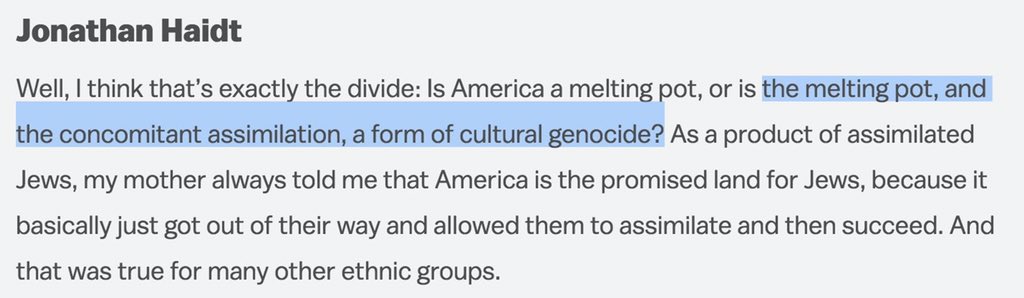 Jonathan Haidt
Well, I think that’s exactly the divide: Is America a melting pot, or is the melting pot, and
the concomitant assimilation, a form of cultural genocide? As a product of assimilated
Jews, my mother always told me that America is the promised land for Jews, because it
basically just got out of their way and allowed them to assimilate and then succeed. And
that was true for many other ethnic groups.